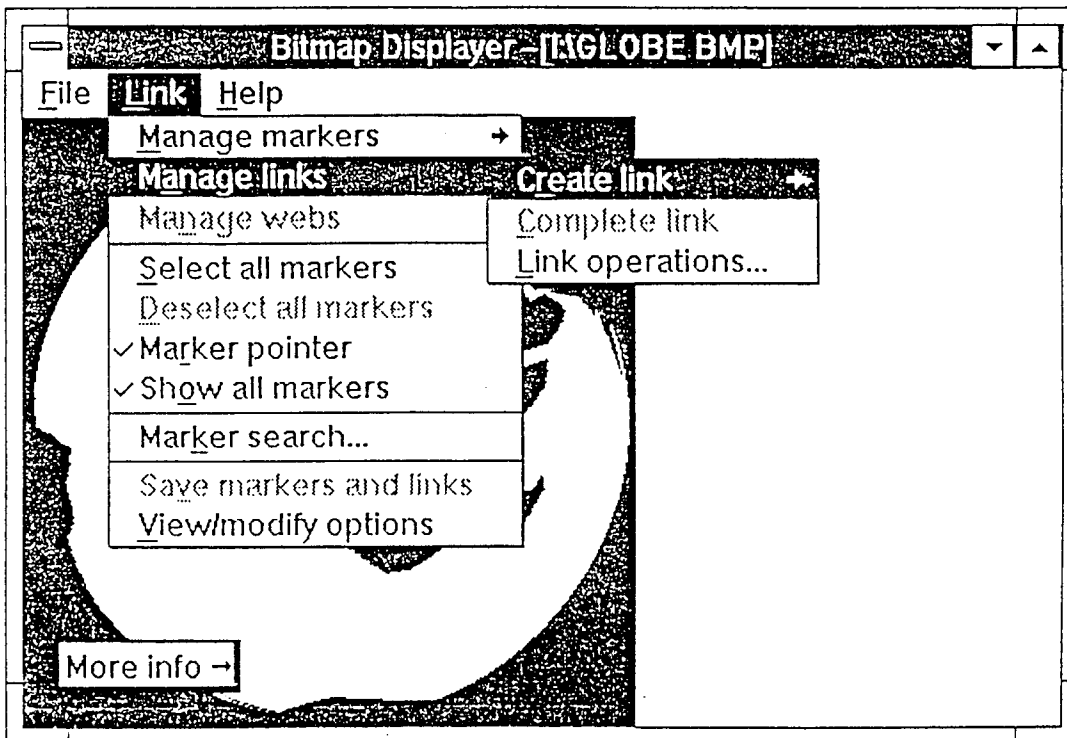 Bitmap Displayer - [T:\GLOBE.BMP]
File Link Help
Manage markers →
Manage links
Create link →
Manage webs
Complete link
Select all markers
Link operations...
Deselect all markers
✓ Marker pointer
✓ Show all markers
Marker search...
Save markers and links
View/modify options
More info →